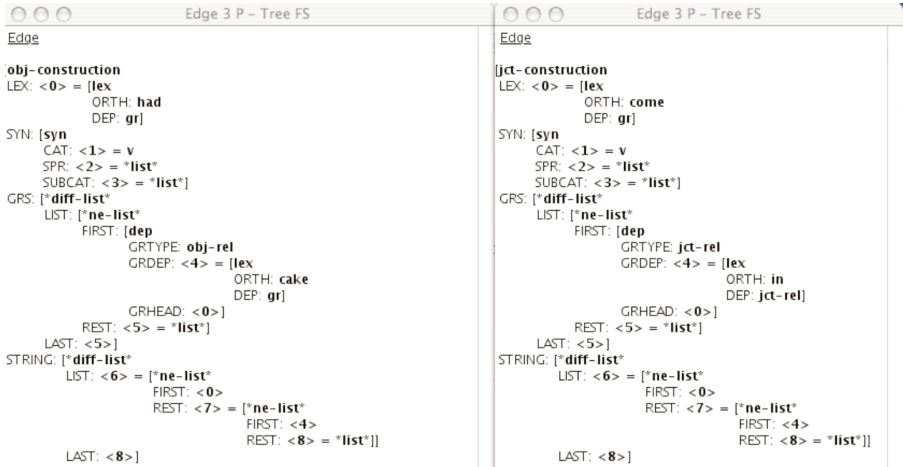 Edge 3 P – Tree FS
Edge
[obj-construction
LEX: <0> = [lex
ORTH: had
DEP: gr]
SYN: [syn
CAT: <1> = v
SPR: <2> = *list*
SUBCAT: <3> = *list*]
GRS: [*diff-list*
LIST: [*ne-list*
FIRST: [dep
GRTYPE: obj-rel
GRDEP: <4> = [lex
ORTH: cake
DEP: gr]
GRHEAD: <0>]
REST: <5> = *list*]
LAST: <5>]
STRING: [*diff-list*
LIST: <6> = [*ne-list*
FIRST: <0>
REST: <7> = [*ne-list*
FIRST: <4>
REST: <8> = *list*]]
LAST: <8>]
Edge 3 P – Tree FS
Edge
[jct-construction
LEX: <0> = [lex
ORTH: come
DEP: gr]
SYN: [syn
CAT: <1> = v
SPR: <2> = *list*
SUBCAT: <3> = *list*]
GRS: [*diff-list*
LIST: [*ne-list*
FIRST: [dep
GRTYPE: jct-rel
GRDEP: <4> = [lex
ORTH: in
DEP: jct-rel]
GRHEAD: <0>]
REST: <5> = *list*]
LAST: <5>]
STRING: [*diff-list*
LIST: <6> = [*ne-list*
FIRST: <0>
REST: <7> = [*ne-list*
FIRST: <4>
REST: <8> = *list*]]
LAST: <8>]